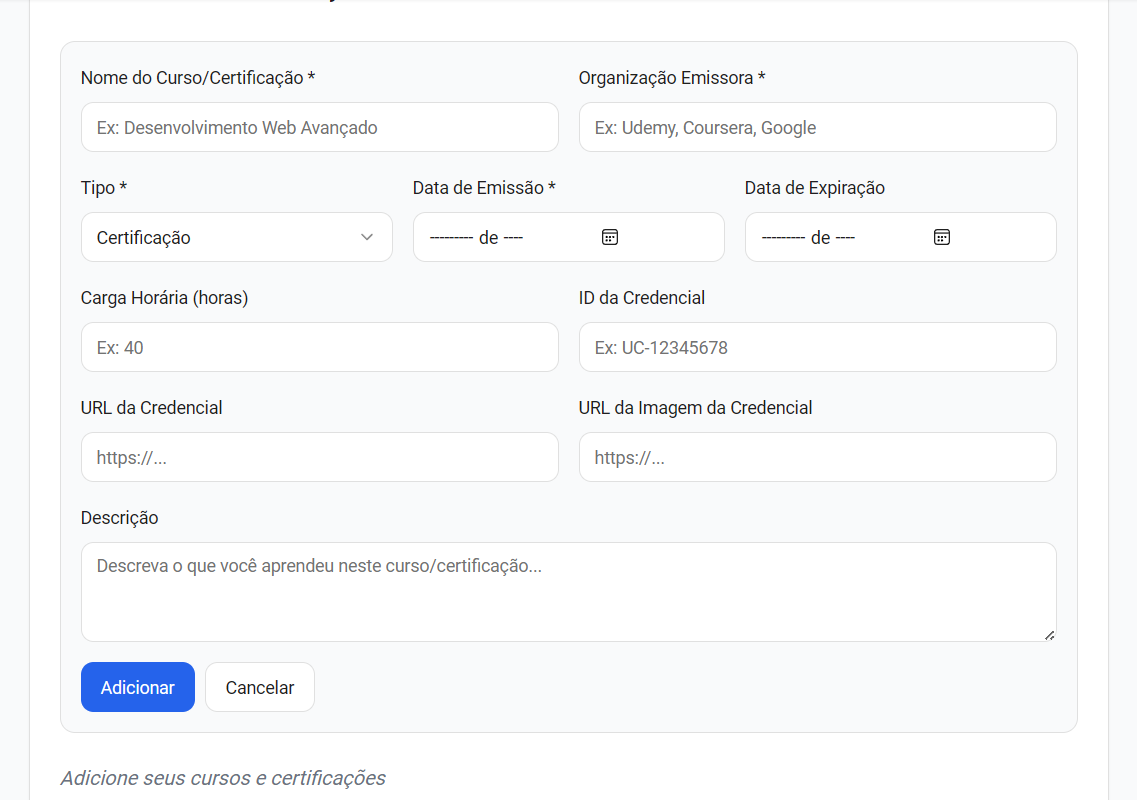 Nome do Curso/Certificação *
Organização Emissora *
Ex: Desenvolvimento Web Avançado
Ex: Udemy, Coursera, Google
Tipo *
Data de Emissão *
Data de Expiração
Certificação
--------- de ----
--------- de ----
Carga Horária (horas)
ID da Credencial
Ex: 40
Ex: UC-12345678
URL da Credencial
URL da Imagem da Credencial
https://...
https://...
Descrição
Descreva o que você aprendeu neste curso/certificação...
Adicionar
Cancelar
Adicione seus cursos e certificações